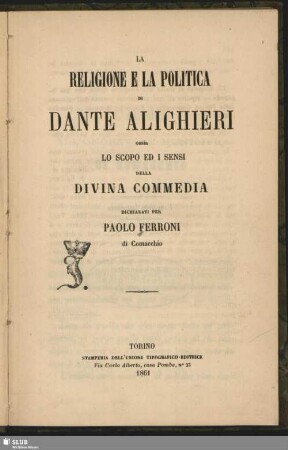 LA
RELIGIONE E LA POLITICA
DI
DANTE ALIGHIERI
OSSIA
LO SCOPO ED I SENSI
DELLA
DIVINA COMMEDIA
DICHIARATI PER
PAOLO FERRONI
di Comacchio
TORINO
STAMPERIA DELL'UNIONE TIPOGRAFICO-EDITRICE
Via Carlo Alberto, casa Pomba, nº 33
1861
SLUB